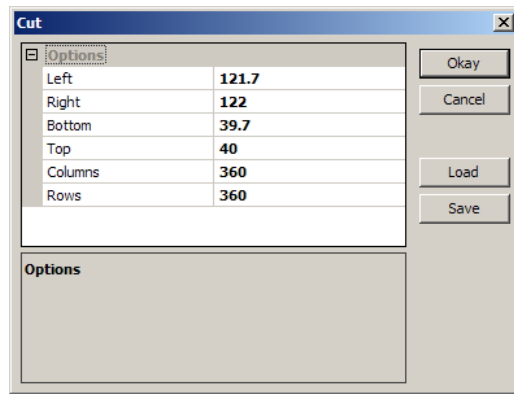 Cut
Options
Left 121.7
Right 122
Bottom 39.7
Top 40
Columns 360
Rows 360
Options
Okay
Cancel
Load
Save